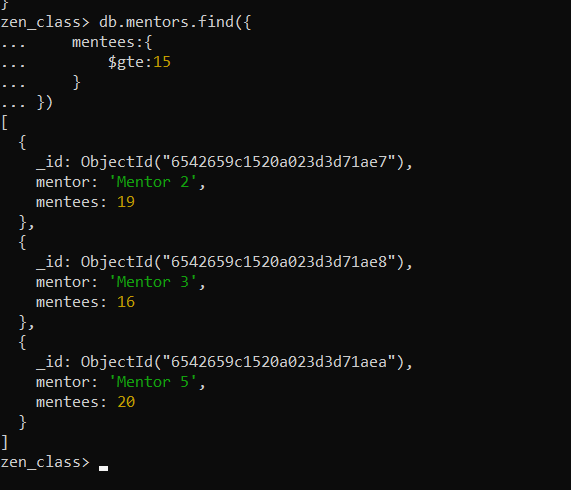 }
zen_class> db.mentors.find({
...     mentees:{
...         $gte:15
...     }
... })
[
  {
    _id: ObjectId("6542659c1520a023d3d71ae7"),
    mentor: 'Mentor 2',
    mentees: 19
  },
  {
    _id: ObjectId("6542659c1520a023d3d71ae8"),
    mentor: 'Mentor 3',
    mentees: 16
  },
  {
    _id: ObjectId("6542659c1520a023d3d71aea"),
    mentor: 'Mentor 5',
    mentees: 20
  }
]
zen_class>